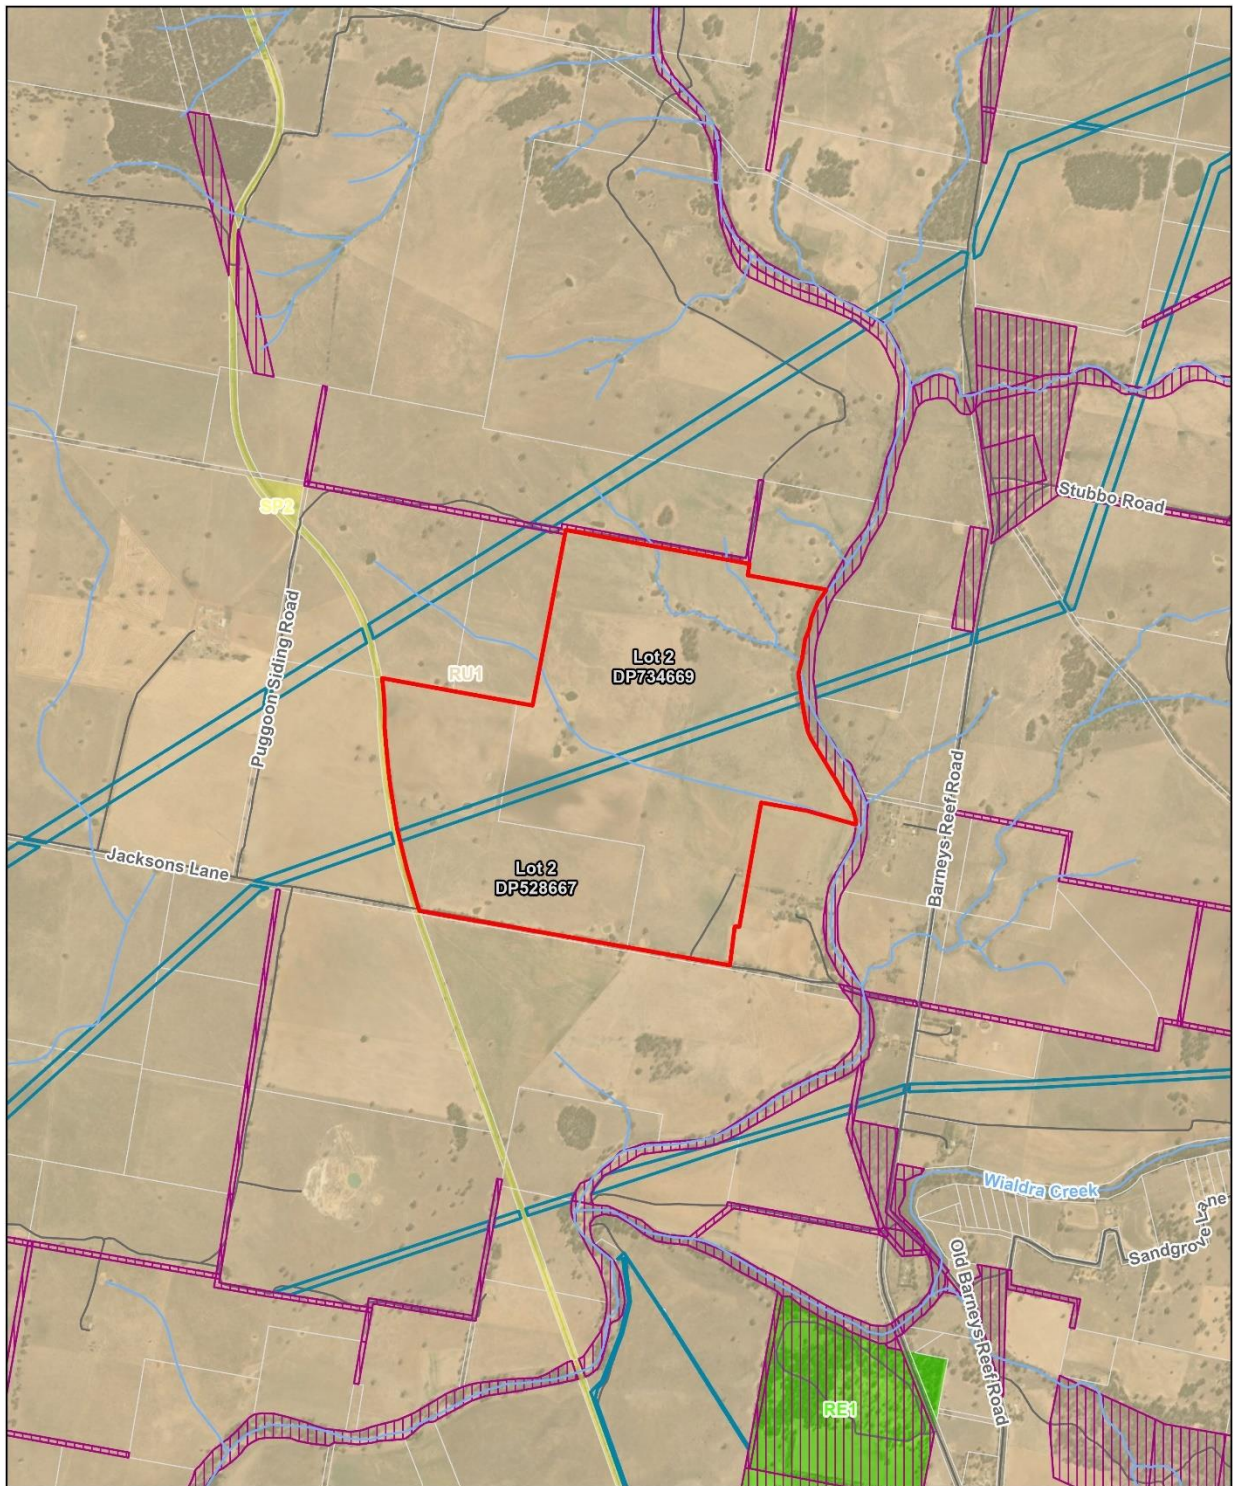 SP2
Stubbo Road
Puggoon Siding Road
Lot 2
DP734669
RU1
Barneys Reef Road
Jacksons Lane
Lot 2
DP528667
Wialdra Creek
Sandgrove Lane
Old Barneys Reef Road
RE1